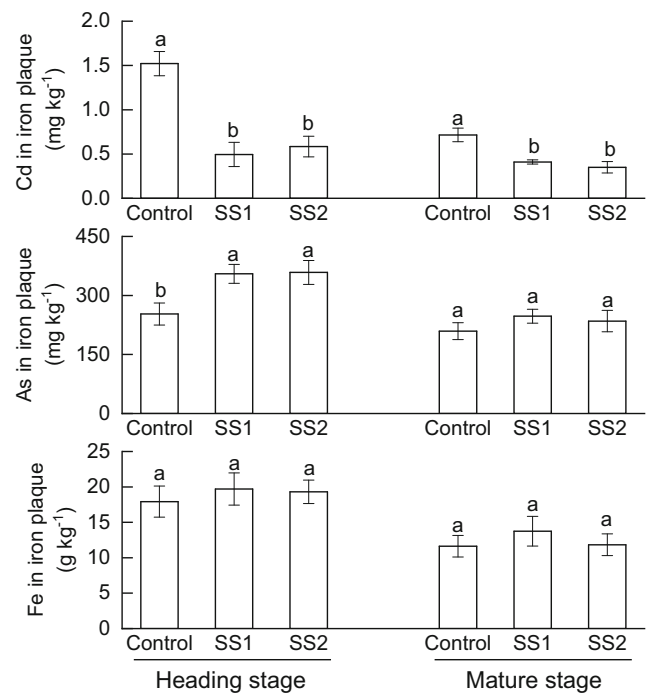 Cd in iron plaque
(mg kg-1)
2.0
1.5
1.0
0.5
0.0
a
b
b
a
b
b
Control SS1 SS2 Control SS1 SS2
As in iron plaque
(mg kg-1)
450
300
150
0
b
a
a
a
a
a
Control SS1 SS2 Control SS1 SS2
Fe in iron plaque
(g kg-1)
25
20
15
10
5
0
a
a
a
a
a
a
Control SS1 SS2 Control SS1 SS2
Heading stage Mature stage